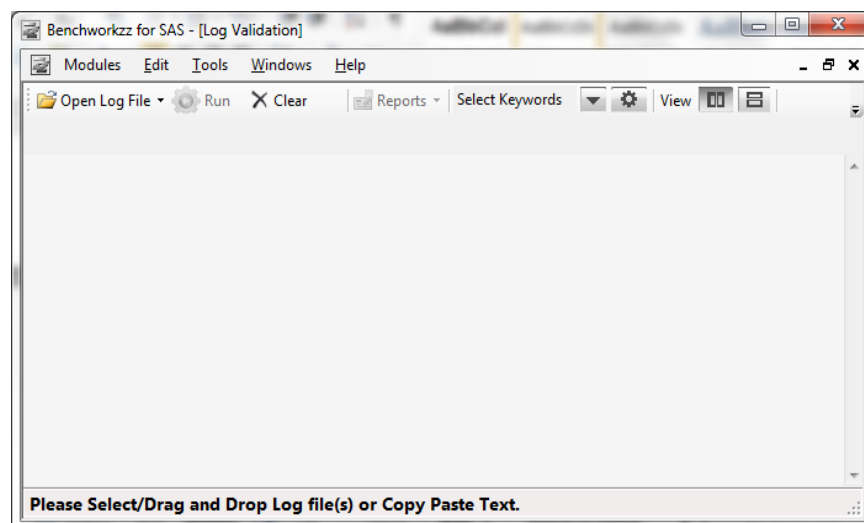 Benchworkzz for SAS - [Log Validation]
Modules Edit Tools Windows Help
Open Log File Run Clear Reports Select Keywords View
Please Select/Drag and Drop Log file(s) or Copy Paste Text.